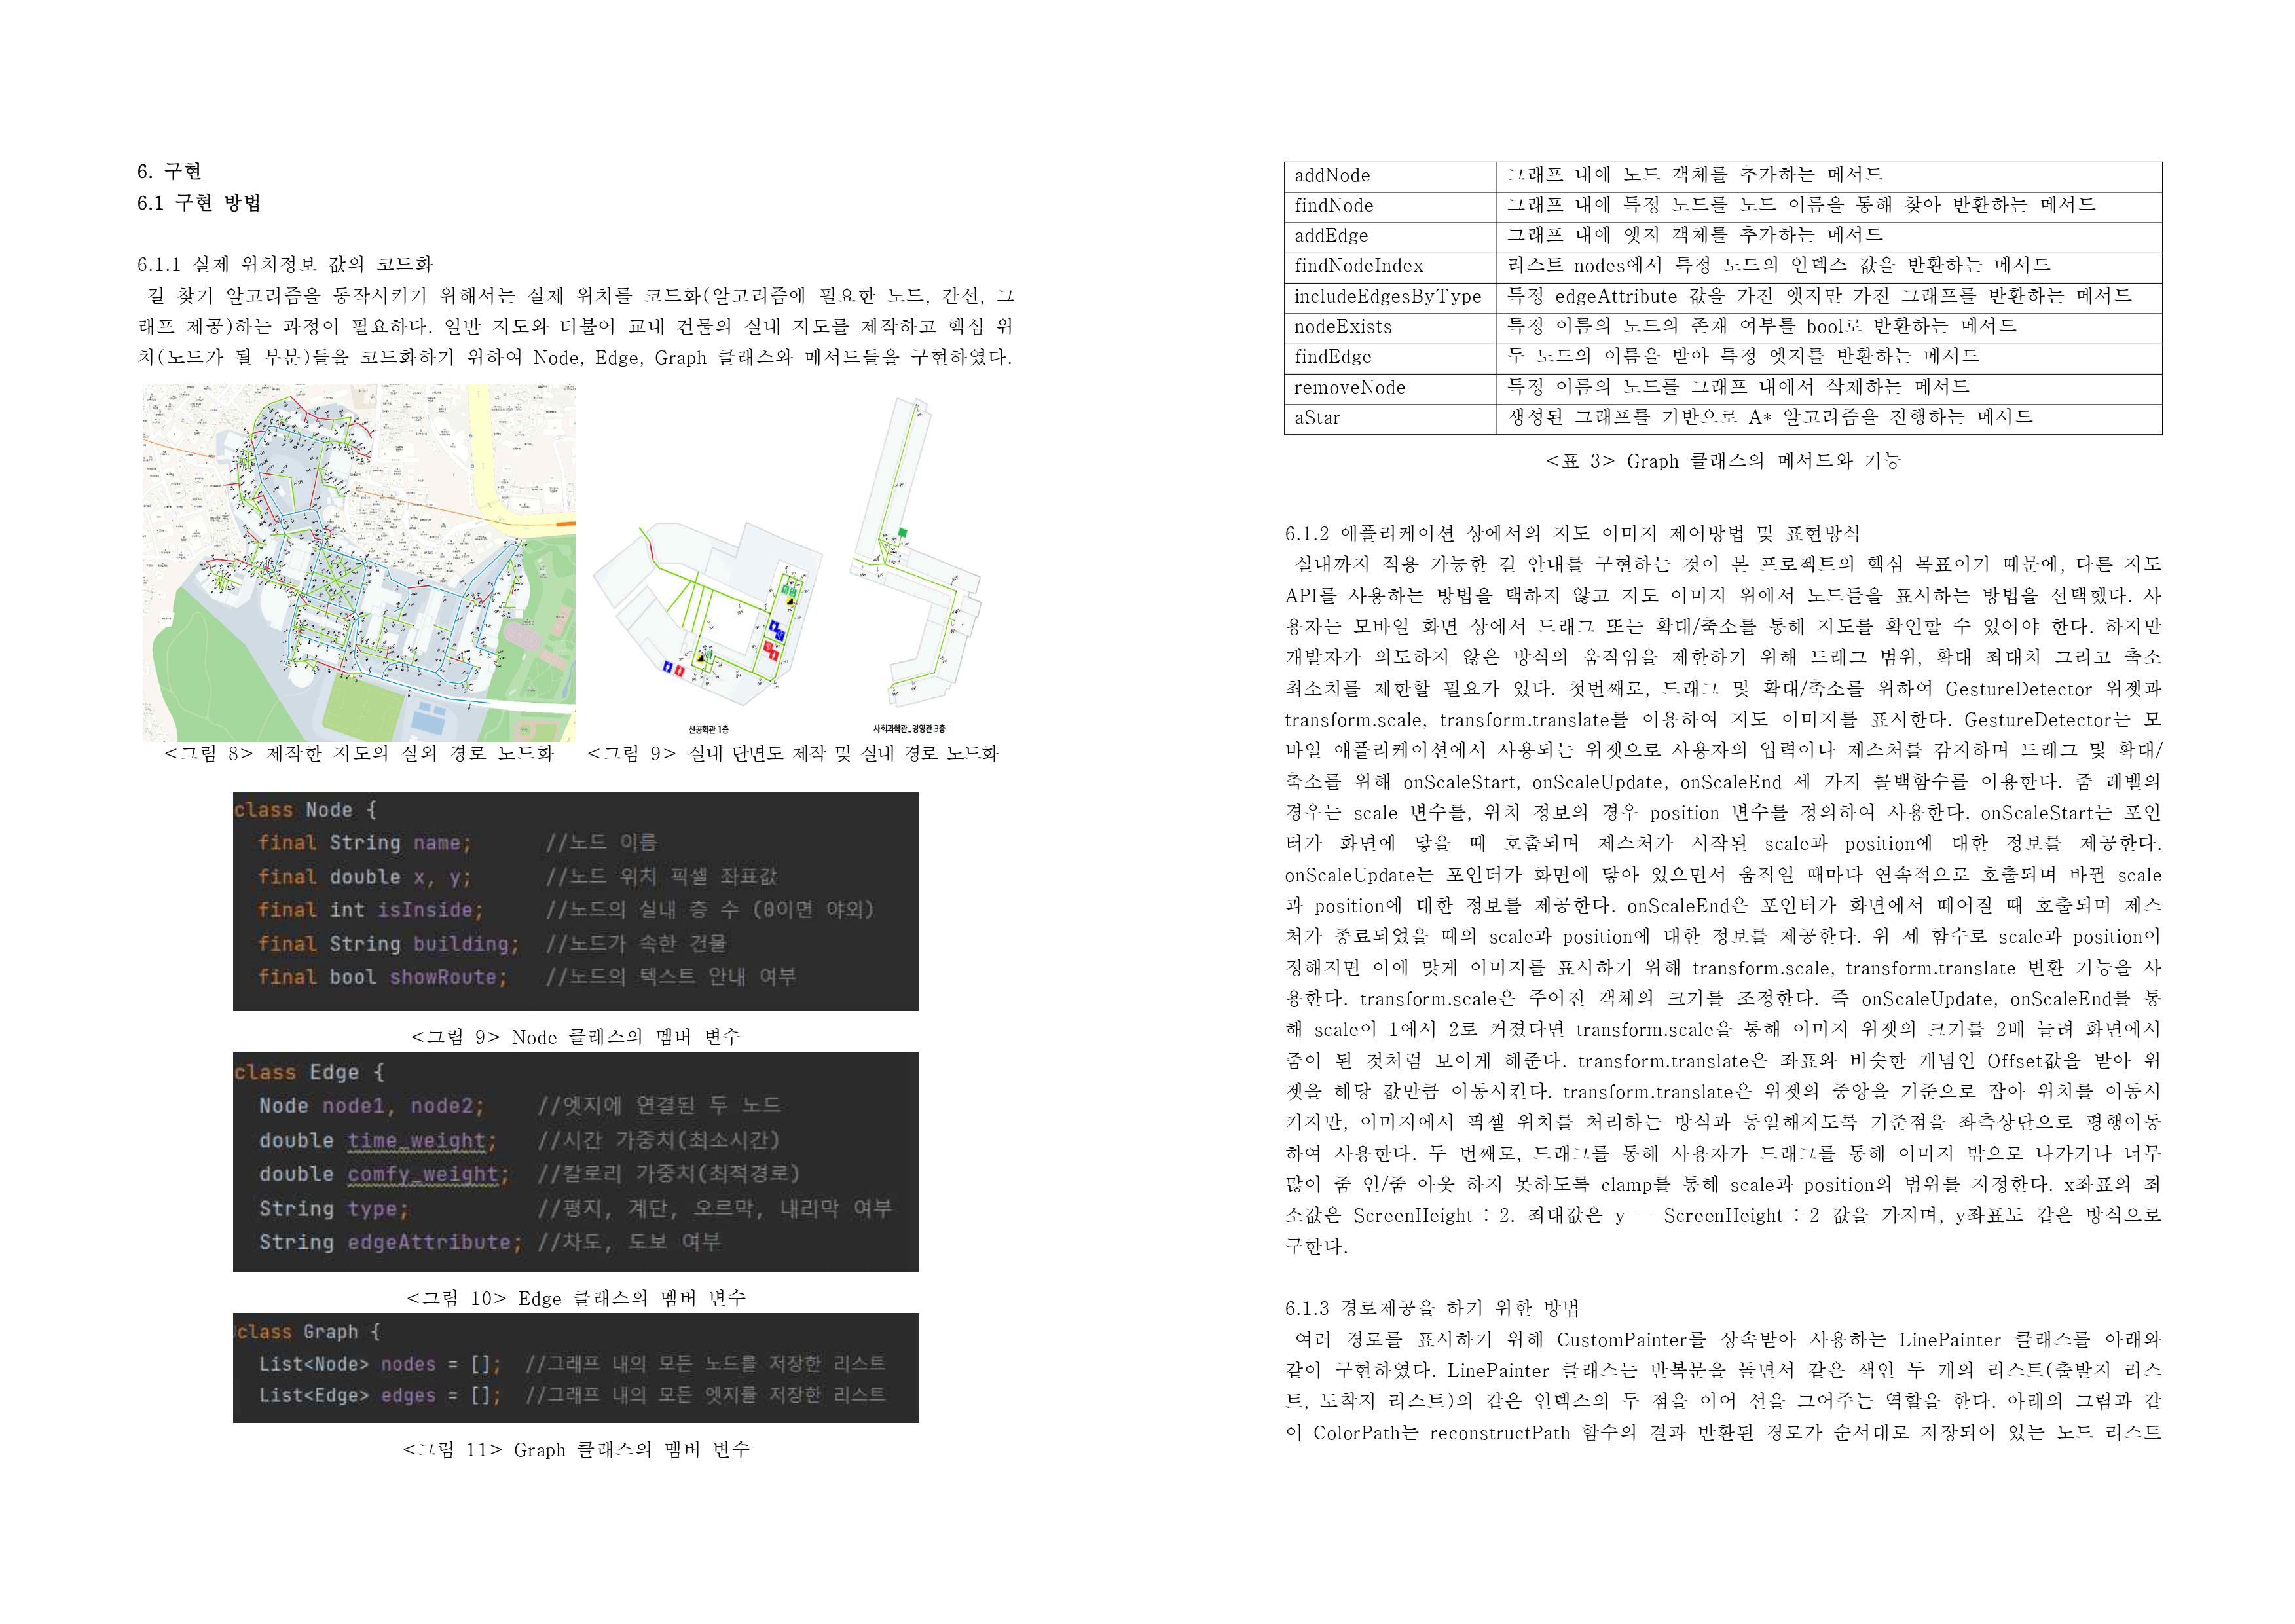 6. 구현
6.1 구현 방법
6.1.1 실제 위치정보 값의 코드화
길 찾기 알고리즘을 동작시키기 위해서는 실제 위치를 코드화(알고리즘에 필요한 노드, 간선, 그
래프 제공)하는 과정이 필요하다. 일반 지도와 더불어 교내 건물의 실내 지도를 제작하고 핵심 위
치(노드가 될 부분)들을 코드화하기 위하여 Node, Edge, Graph 클래스와 메서드들을 구현하였다.
신공학관 1층
사회과학관_경영관 3층
<그림 8> 제작한 지도의 실외 경로 노드화
<그림 9> 실내 단면도 제작 및 실내 경로 노드화
class Node {
final String name; //노드 이름
final double x, y; //노드 위치 픽셀 좌표값
final int isInside; //노드의 실내 층 수 (0이면 야외)
final String building; //노드가 속한 건물
final bool showRoute; //노드의 텍스트 안내 여부
<그림 9> Node 클래스의 멤버 변수
class Edge {
Node node1, node2; //엣지에 연결된 두 노드
double time_weight; //시간 가중치(최소시간)
double comfy_weight; //칼로리 가중치(최적경로)
String type; //평지, 계단, 오르막, 내리막 여부
String edgeAttribute; //차도, 도보 여부
<그림 10> Edge 클래스의 멤버 변수
class Graph {
List<Node> nodes = []; //그래프 내의 모든 노드를 저장한 리스트
List<Edge> edges = []; //그래프 내의 모든 엣지를 저장한 리스트
<그림 11> Graph 클래스의 멤버 변수
addNode 그래프 내에 노드 객체를 추가하는 메서드
findNode 그래프 내에 특정 노드를 노드 이름을 통해 찾아 반환하는 메서드
addEdge 그래프 내에 엣지 객체를 추가하는 메서드
findNodeIndex 리스트 nodes에서 특정 노드의 인덱스 값을 반환하는 메서드
includeEdgesByType 특정 edgeAttribute 값을 가진 엣지만 가진 그래프를 반환하는 메서드
nodeExists 특정 이름의 노드의 존재 여부를 bool로 반환하는 메서드
findEdge 두 노드의 이름을 받아 특정 엣지를 반환하는 메서드
removeNode 특정 이름의 노드를 그래프 내에서 삭제하는 메서드
aStar 생성된 그래프를 기반으로 A* 알고리즘을 진행하는 메서드
<표 3> Graph 클래스의 메서드와 기능
6.1.2 애플리케이션 상에서의 지도 이미지 제어방법 및 표현방식
실내까지 적용 가능한 길 안내를 구현하는 것이 본 프로젝트의 핵심 목표이기 때문에, 다른 지도
API를 사용하는 방법을 택하지 않고 지도 이미지 위에서 노드들을 표시하는 방법을 선택했다. 사
용자는 모바일 화면 상에서 드래그 또는 확대/축소를 통해 지도를 확인할 수 있어야 한다. 하지만
개발자가 의도하지 않은 방식의 움직임을 제한하기 위해 드래그 범위, 확대 최대치 그리고 축소
최소치를 제한할 필요가 있다. 첫번째로, 드래그 및 확대/축소를 위하여 GestureDetector 위젯과
transform.scale, transform.translate를 이용하여 지도 이미지를 표시한다. GestureDetector는 모
바일 애플리케이션에서 사용되는 위젯으로 사용자의 입력이나 제스처를 감지하며 드래그 및 확대/
축소를 위해 onScaleStart, onScaleUpdate, onScaleEnd 세 가지 콜백함수를 이용한다. 줌 레벨의
경우는 scale 변수를, 위치 정보의 경우 position 변수를 정의하여 사용한다. onScaleStart는 포인
터가 화면에 닿을 때 호출되며 제스처가 시작된 scale과 position에 대한 정보를 제공한다.
onScaleUpdate는 포인터가 화면에 닿아 있으면서 움직일 때마다 연속적으로 호출되며 바뀐 scale
과 position에 대한 정보를 제공한다. onScaleEnd은 포인터가 화면에서 떼어질 때 호출되며 제스
처가 종료되었을 때의 scale과 position에 대한 정보를 제공한다. 위 세 함수로 scale과 position이
정해지면 이에 맞게 이미지를 표시하기 위해 transform.scale, transform.translate 변환 기능을 사
용한다. transform.scale은 주어진 객체의 크기를 조정한다. 즉 onScaleUpdate, onScaleEnd를 통
해 scale이 1에서 2로 커졌다면 transform.scale을 통해 이미지 위젯의 크기를 2배 늘려 화면에서
줌이 된 것처럼 보이게 해준다. transform.translate은 좌표와 비슷한 개념인 Offset값을 받아 위
젯을 해당 값만큼 이동시킨다. transform.translate은 위젯의 중앙을 기준으로 잡아 위치를 이동시
키지만, 이미지에서 픽셀 위치를 처리하는 방식과 동일해지도록 기준점을 좌측상단으로 평행이동
하여 사용한다. 두 번째로, 드래그를 통해 사용자가 드래그를 통해 이미지 밖으로 나가거나 너무
많이 줌 인/줌 아웃 하지 못하도록 clamp를 통해 scale과 position의 범위를 지정한다. x좌표의 최
소값은 ScreenHeight÷2. 최대값은 y - ScreenHeight÷2 값을 가지며, y좌표도 같은 방식으로
구한다.
6.1.3 경로제공을 하기 위한 방법
여러 경로를 표시하기 위해 CustomPainter를 상속받아 사용하는 LinePainter 클래스를 아래와
같이 구현하였다. LinePainter 클래스는 반복문을 돌면서 같은 색인 두 개의 리스트(출발지 리스
트, 도착지 리스트)의 같은 인덱스의 두 점을 이어 선을 그어주는 역할을 한다. 아래의 그림과 같
이 ColorPath는 reconstructPath 함수의 결과 반환된 경로가 순서대로 저장되어 있는 노드 리스트